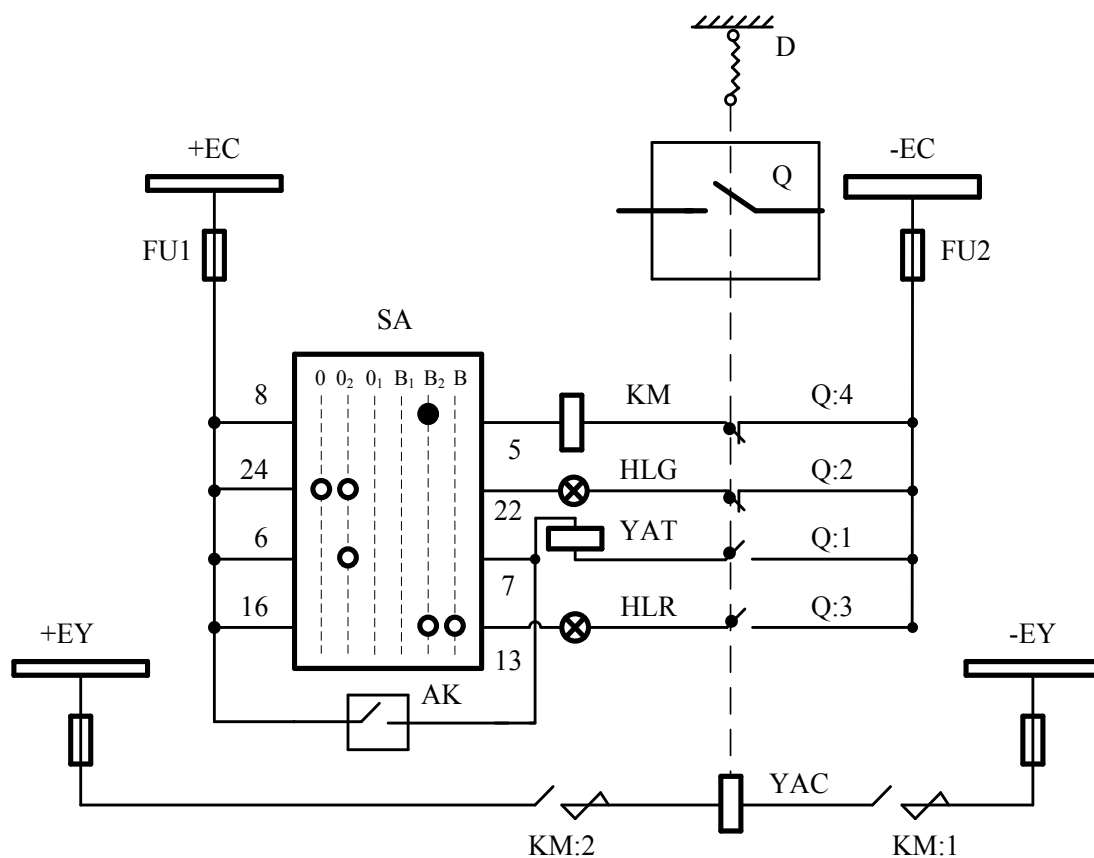 D
+EC
-EC
Q
FU1
FU2
SA
0 0₂ 0₁ B₁ B₂ B
8
KM
Q:4
5
24
HLG
Q:2
22
6
YAT
Q:1
7
16
HLR
Q:3
13
+EY
-EY
AK
YAC
KM:2
KM:1